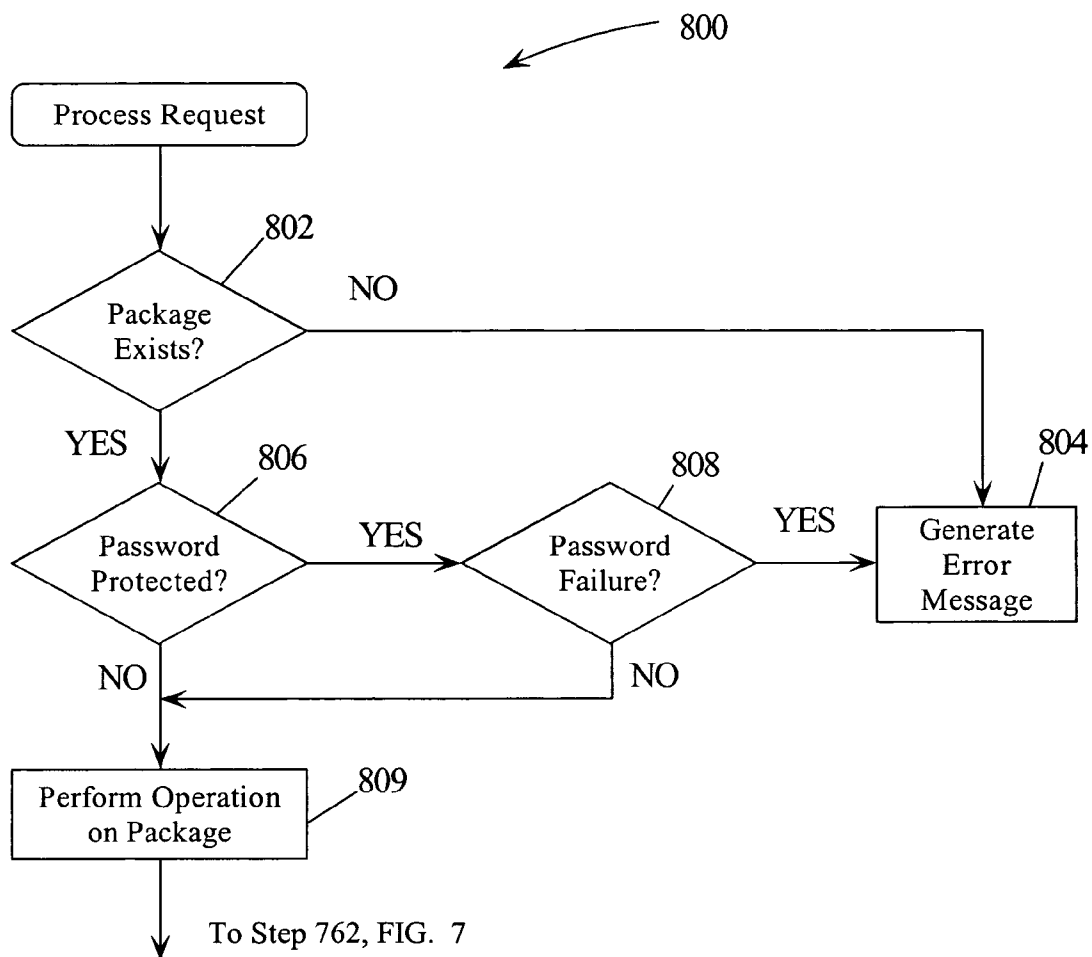 800
Process Request
802
NO
Package
Exists?
YES
806
808
804
YES
YES
Password
Protected?
Password
Failure?
Generate
Error
Message
NO
NO
809
Perform Operation
on Package
To Step 762, FIG. 7